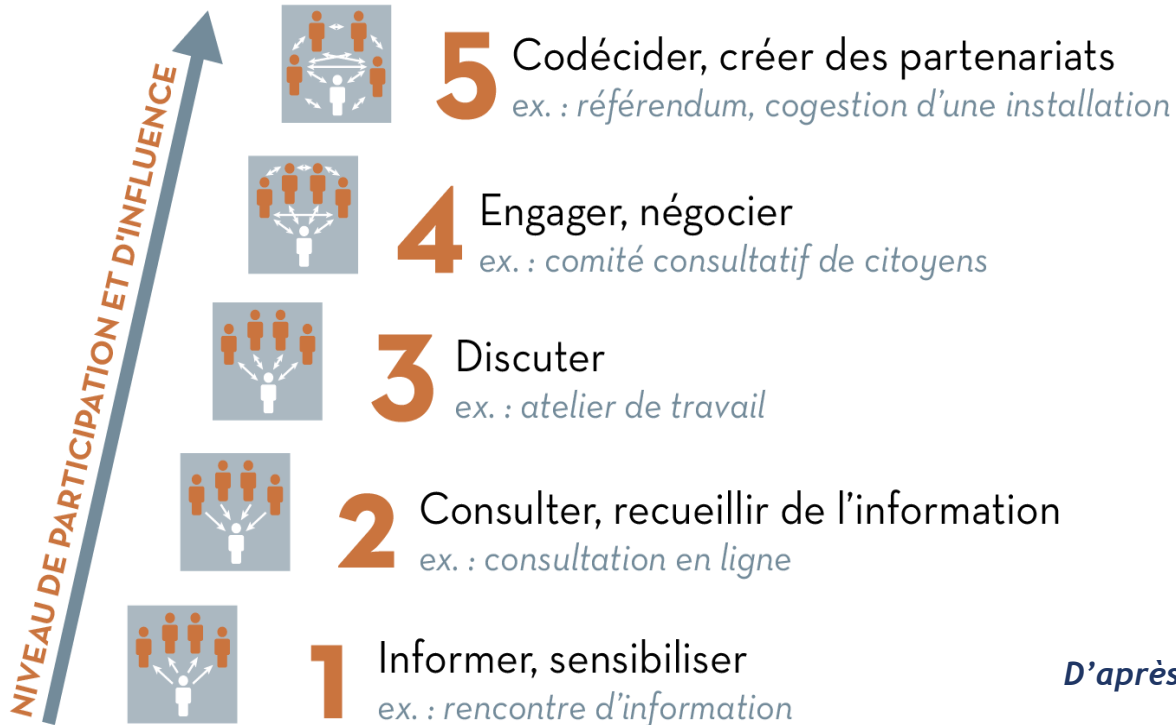 NIVEAU DE PARTICIPATION ET D'INFLUENCE
5 Codécider, créer des partenariats
ex. : référendum, cogestion d'une installation
4 Engager, négocier
ex. : comité consultatif de citoyens
3 Discuter
ex. : atelier de travail
2 Consulter, recueillir de l'information
ex. : consultation en ligne
1 Informer, sensibiliser
ex. : rencontre d'information
D'après